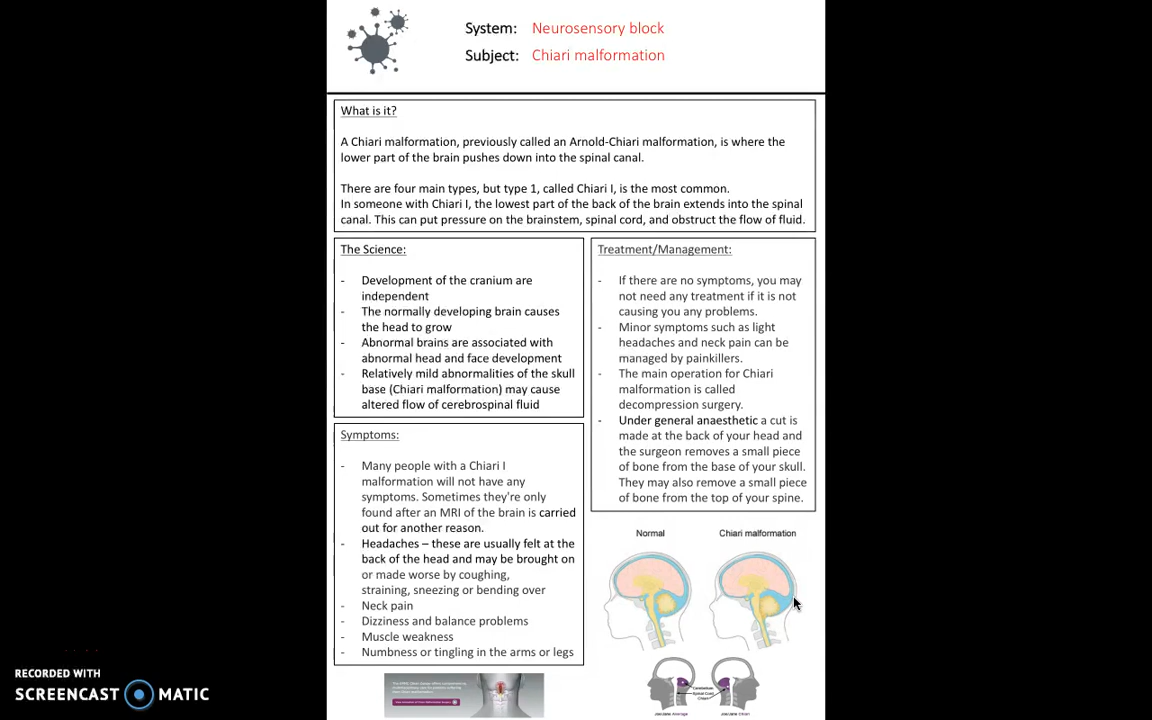 System: Neurosensory block
Subject: Chiari malformation
What is it?
A Chiari malformation, previously called an Arnold-Chiari malformation, is where the
lower part of the brain pushes down into the spinal canal.
There are four main types, but type 1, called Chiari I, is the most common.
In someone with Chiari I, the lowest part of the back of the brain extends into the spinal
canal. This can put pressure on the brainstem, spinal cord, and obstruct the flow of fluid.
The Science:
- Development of the cranium are
independent
- The normally developing brain causes
the head to grow
- Abnormal brains are associated with
abnormal head and face development
- Relatively mild abnormalities of the skull
base (Chiari malformation) may cause
altered flow of cerebrospinal fluid
Symptoms:
- Many people with a Chiari I
malformation will not have any
symptoms. Sometimes they're only
found after an MRI of the brain is carried
out for another reason.
- Headaches – these are usually felt at the
back of the head and may be brought on
or made worse by coughing,
straining, sneezing or bending over
- Neck pain
- Dizziness and balance problems
- Muscle weakness
- Numbness or tingling in the arms or legs
Treatment/Management:
- If there are no symptoms, you may
not need any treatment if it is not
causing you any problems.
- Minor symptoms such as light
headaches and neck pain can be
managed by painkillers.
- The main operation for Chiari
malformation is called
decompression surgery.
- Under general anaesthetic a cut is
made at the back of your head and
the surgeon removes a small piece
of bone from the base of your skull.
They may also remove a small piece
of bone from the top of your spine.
Normal
Chiari malformation
Cerebellum
Spinal Cord
RECORDED WITH
SCREENCAST MATIC